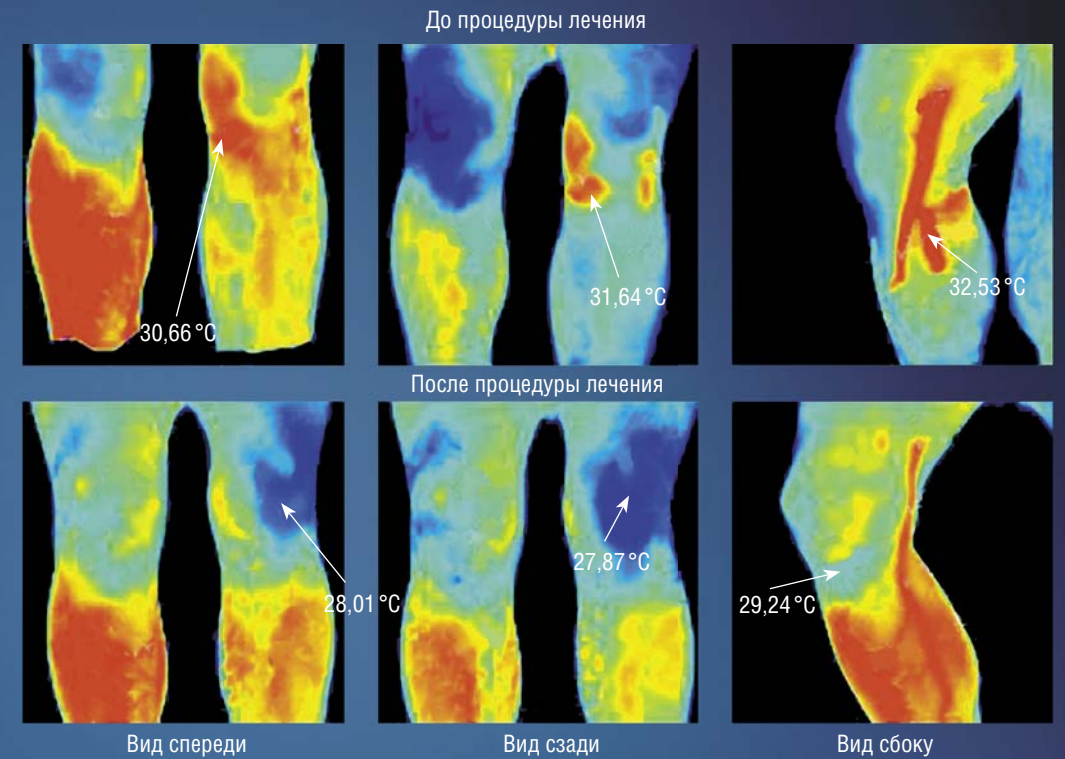 До процедуры лечения
30,66 °C
31,64 °C
32,53 °C
После процедуры лечения
28,01 °C
27,87 °C
29,24 °C
Вид спереди
Вид сзади
Вид сбоку